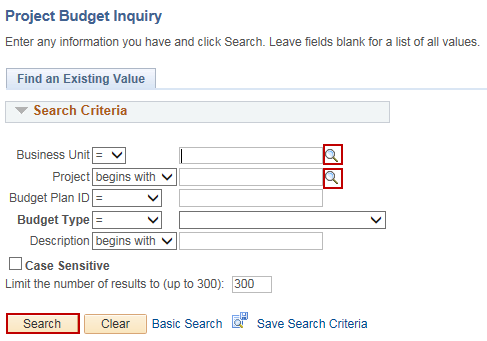 Project Budget Inquiry
Enter any information you have and click Search. Leave fields blank for a list of all values.
Find an Existing Value
Search Criteria
Business Unit =
Project begins with
Budget Plan ID =
Budget Type =
Description begins with
Case Sensitive
Limit the number of results to (up to 300): 300
Search Clear Basic Search Save Search Criteria